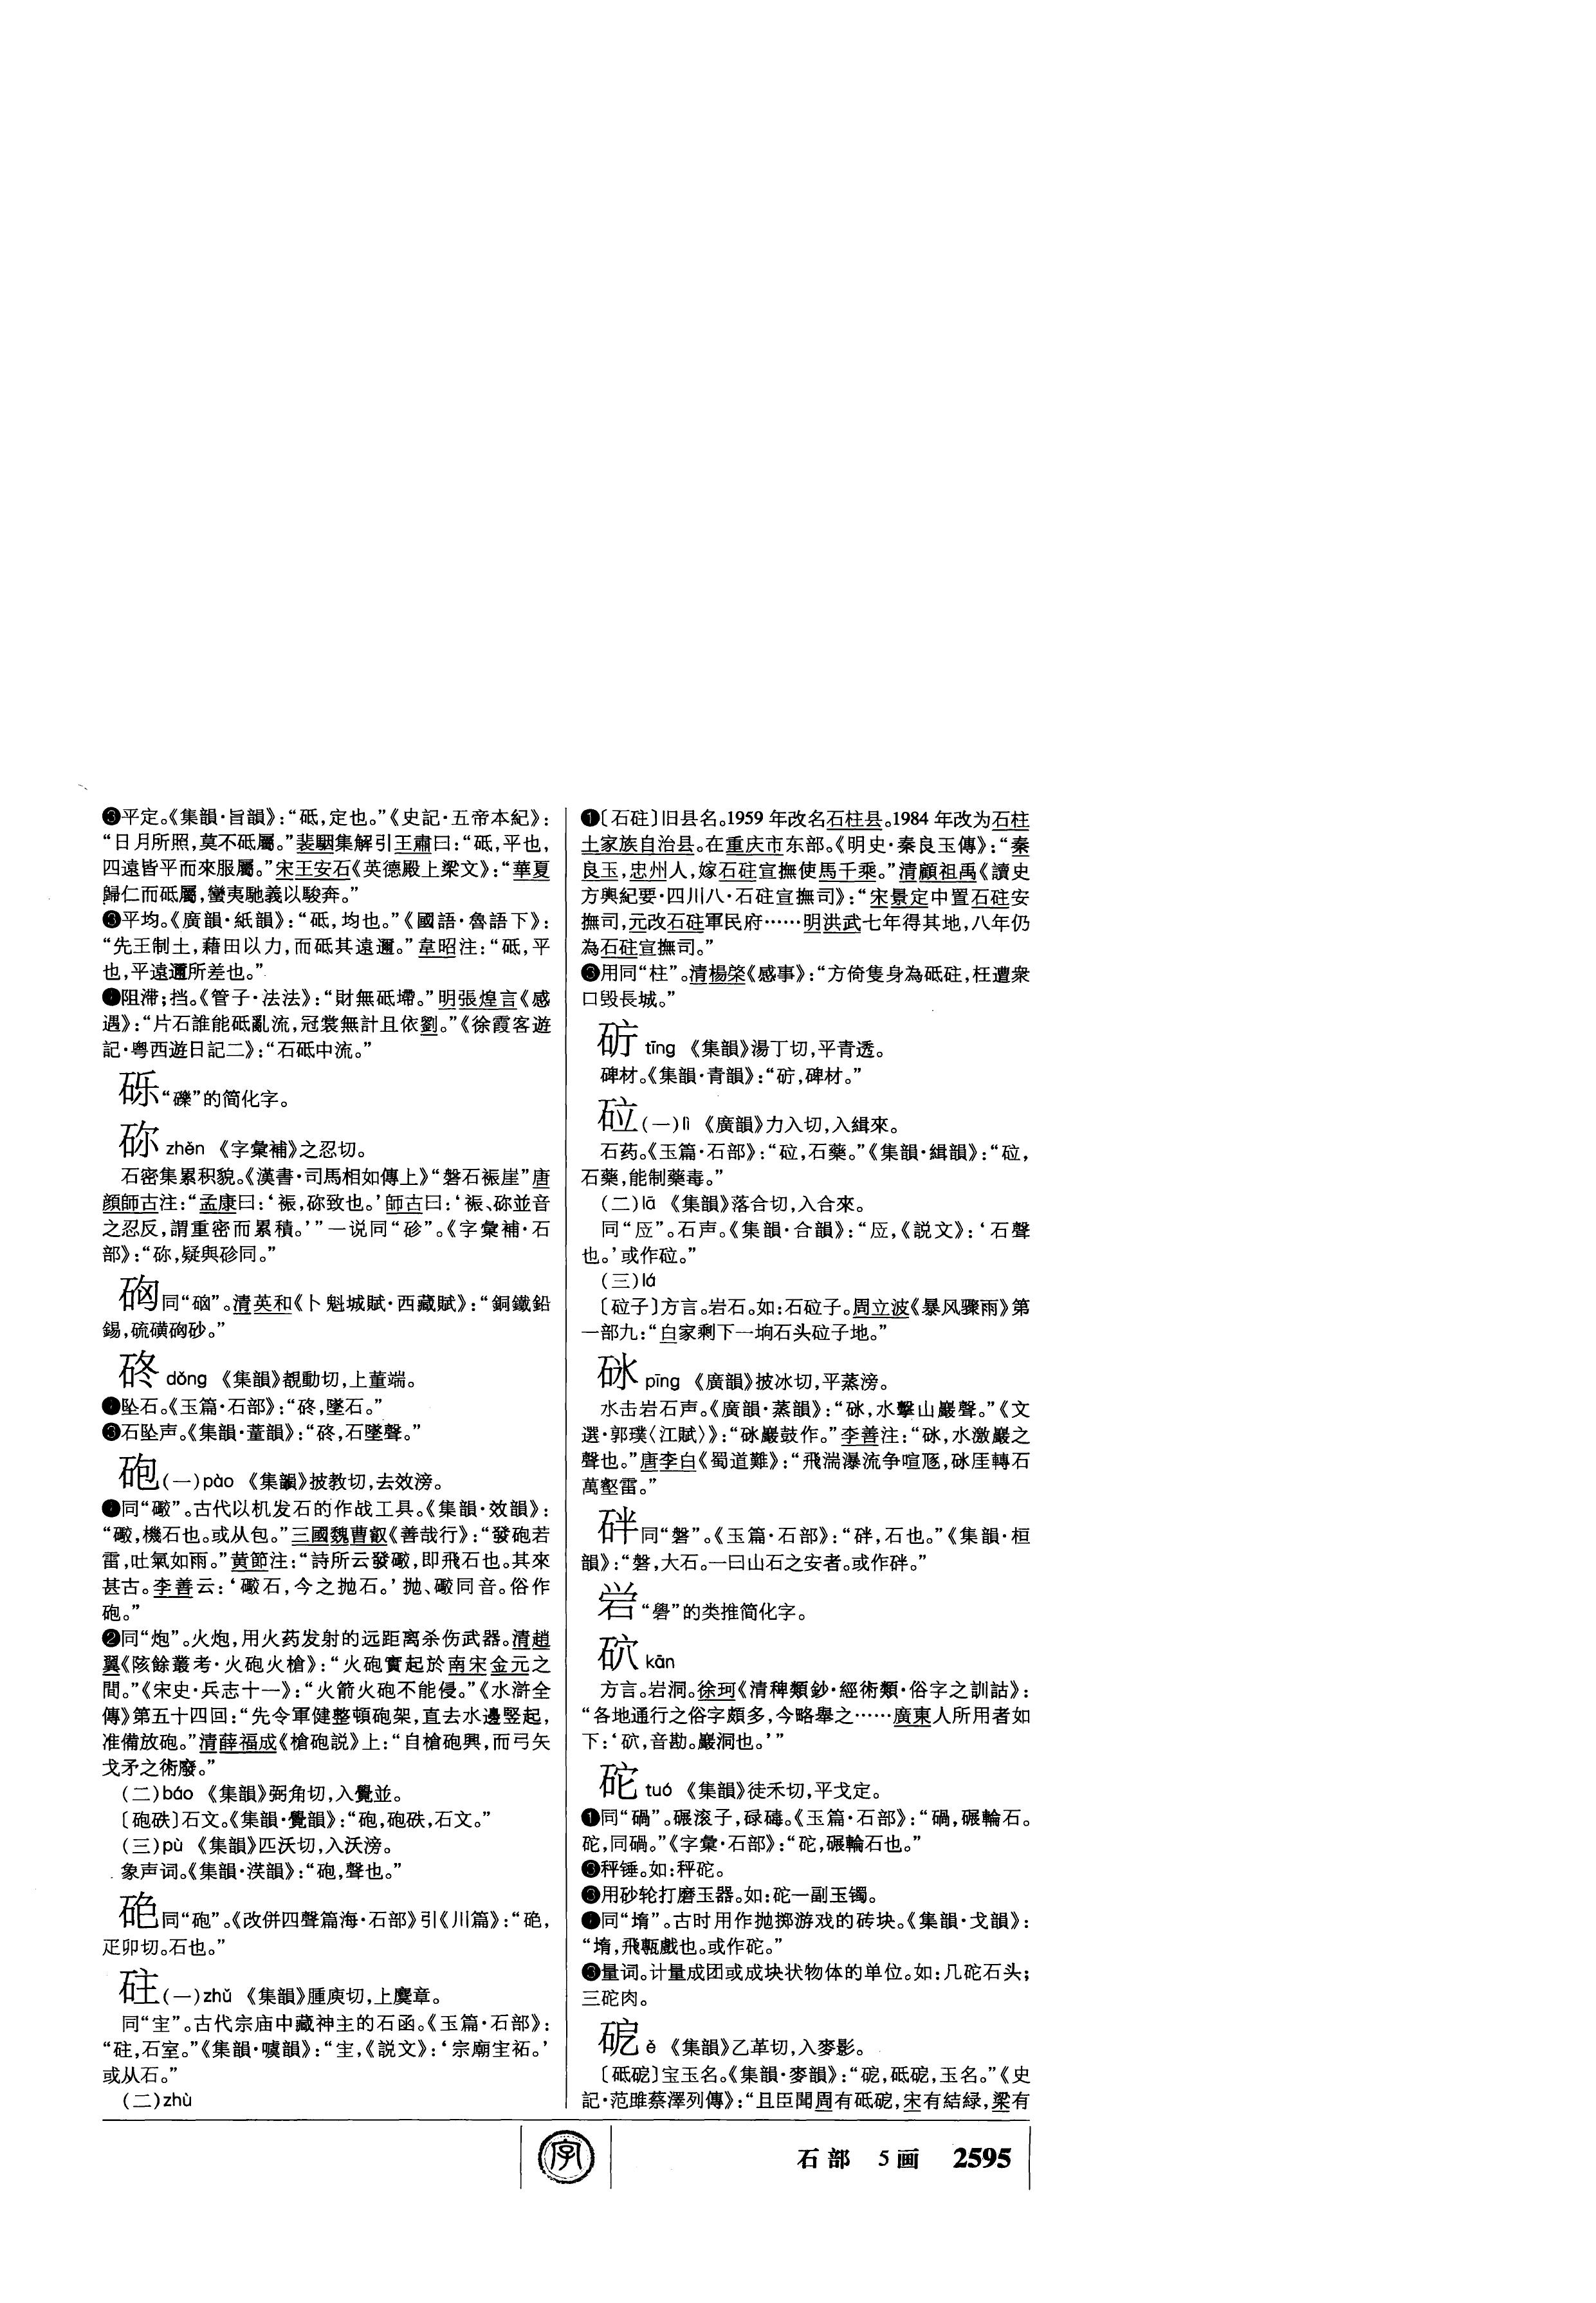 ❸平定。《集韻·旨韻》：“砥，定也。”《史記·五帝本紀》：
“日月所照，莫不砥屬。”裴駰集解引王肅曰：“砥，平也，
四遠皆平而來服屬。”宋王安石《英德殿上梁文》：“華夏
歸仁而砥屬，蠻夷馳義以駿奔。”
平均。《廣韻·紙韻》：“砥，均也。”《國語·魯語下》：
“先王制土，藉田以力，而砥其遠邇。”韋昭注：“砥，平
也，平遠邇所差也。”
阻滞；挡。《管子·法法》：“財無砥墆。”明張煌言《感
遇》：“片石誰能砥亂流，冠裳無計且依劉。”《徐霞客遊
記·粤西遊日記二》：“石砥中流。”
砾“礫”的简化字。
zhěn 《字彙補》之忍切。
石密集累积貌。《漢書·司馬相如傳上》“磐石裖崖”唐
顔師古注：“孟康曰：‘裖，致也。’師古曰：‘裖、並音
之忍反，謂重密而累積。’”一说同“砛”。《字彙補·石
部》：“疑與同。”
同“硇”。清英和《卜魁城賦·西藏賦》：“銅鐵鉛
錫，硫磺砂。”
砼 dǒng 《集韻》覩動切，上董端。
坠石。《玉篇·石部》：“墜石。”
❸石坠声。《集韻·董韻》：“石墜聲。”
砲(一)pào 《集韻》披教切，去效滂。
同“礮”。古代以机发石的作战工具。《集韻·效韻》：
“礮，機石也。或从包。”三國魏曹叡《善哉行》：“發砲若
雷，吐氣如雨。”黄節注：“詩所云發礮，即飛石也。其來
甚古。李善云：‘礮石，今之抛石。’抛、礮同音。俗作
砲。”
❷同“炮”。火炮，用火药发射的远距离杀伤武器。清趙
翼《陔餘叢考·火砲火槍》：“火砲實起於南宋金元之
間。”《宋史·兵志十一》：“火箭火砲不能侵。”《水滸全
傳》第五十四回：“先令軍健整頓砲架，直去水邊竪起，
准備放砲。”清薛福成《槍砲説》上：“自槍砲興，而弓矢
戈矛之術廢。”
(二)báo 《集韻》弼角切，入覺並。
〔砲砄〕石文。《集韻·覺韻》：“砲，石文。”
(三)pù 《集韻》匹沃切，入沃滂。
象声词。《集韻·渶韻》：“砲，聲也。”
同“砲”。《改併四聲篇海·石部》引《川篇》：“
疋卯切。石也。”
砫(一)zhǔ 《集韻》腫庾切，上麌章。
同“宔”。古代宗庙中藏神主的石函。《玉篇·石部》：
“砫，石室。”《集韻·噳韻》：“宔，《説文》：‘宗廟宔祏。’
或从石。”
(二)zhù
❶〔石砫〕旧县名。1959年改名石柱县。1984年改为石柱
土家族自治县。在重庆市东部。《明史·秦良玉傳》：“秦
良玉，忠州人，嫁石砫宣撫使馬千乘。”清顧祖禹《讀史
方輿紀要·四川八·石砫宣撫司》：“宋景定中置石砫安
撫司，元改石砫軍民府……明洪武七年得其地，八年仍
為石砫宣撫司。”
❸用同“柱”。清楊棨《感事》：“方倚隻身為砥砫，枉遭衆
口毁長城。”
tīng 《集韻》湯丁切，平青透。
碑材。《集韻·青韻》：“碑材。”
砬(一)lì 《廣韻》力入切，入緝來。
石药。《玉篇·石部》：“砬，石藥。”《集韻·緝韻》：“砬，
石藥，能制藥毒。”
(二)lā 《集韻》落合切，入合來。
同“”。石声。《集韻·合韻》：“《説文》：‘石聲
也。’或作砬。”
(三)lá
〔砬子〕方言。岩石。如：石砬子。周立波《暴风骤雨》第
一部九：“白家剩下一垧石头砬子地。”
砯 pīng 《廣韻》披冰切，平蒸滂。
水击岩石声。《廣韻·蒸韻》：“砯，水擊山巖聲。”《文
選·郭璞〈江賦〉》：“砯巖鼓作。”李善注：“砯，水激巖之
聲也。”唐李白《蜀道難》：“飛湍瀑流争喧豗，砯厓轉石
萬壑雷。”
同“磐”。《玉篇·石部》：“石也。”《集韻·桓
韻》：“磐，大石。一曰山石之安者。或作。”
“礐”的类推简化字。
kān
方言。岩洞。徐珂《清稗類鈔·經術類·俗字之訓詁》：
“各地通行之俗字頗多，今略舉之……廣東人所用者如
下：‘音勘。巖洞也。’”
砣 tuó 《集韻》徒禾切，平戈定。
❶同“碢”。碾滚子，碌碡。《玉篇·石部》：“碢，碾輪石。
砣，同碢。”《字彙·石部》：“砣，碾輪石也。”
秤锤。如：秤砣。
❸用砂轮打磨玉器。如：砣一副玉镯。
同“墮”。古时用作抛掷游戏的砖块。《集韻·戈韻》：
“飛甎戲也。或作砣。”
❸量词。计量成团或成块状物体的单位。如：几砣石头；
三砣肉。
砨 ě 《集韻》乙革切，入麥影。
〔砥砨〕宝玉名。《集韻·麥韻》：“砨，砥砨，玉名。”《史
記·范雎蔡澤列傳》：“且臣聞周有砥砨，宋有結緑，梁有
字
石部 5画 2595